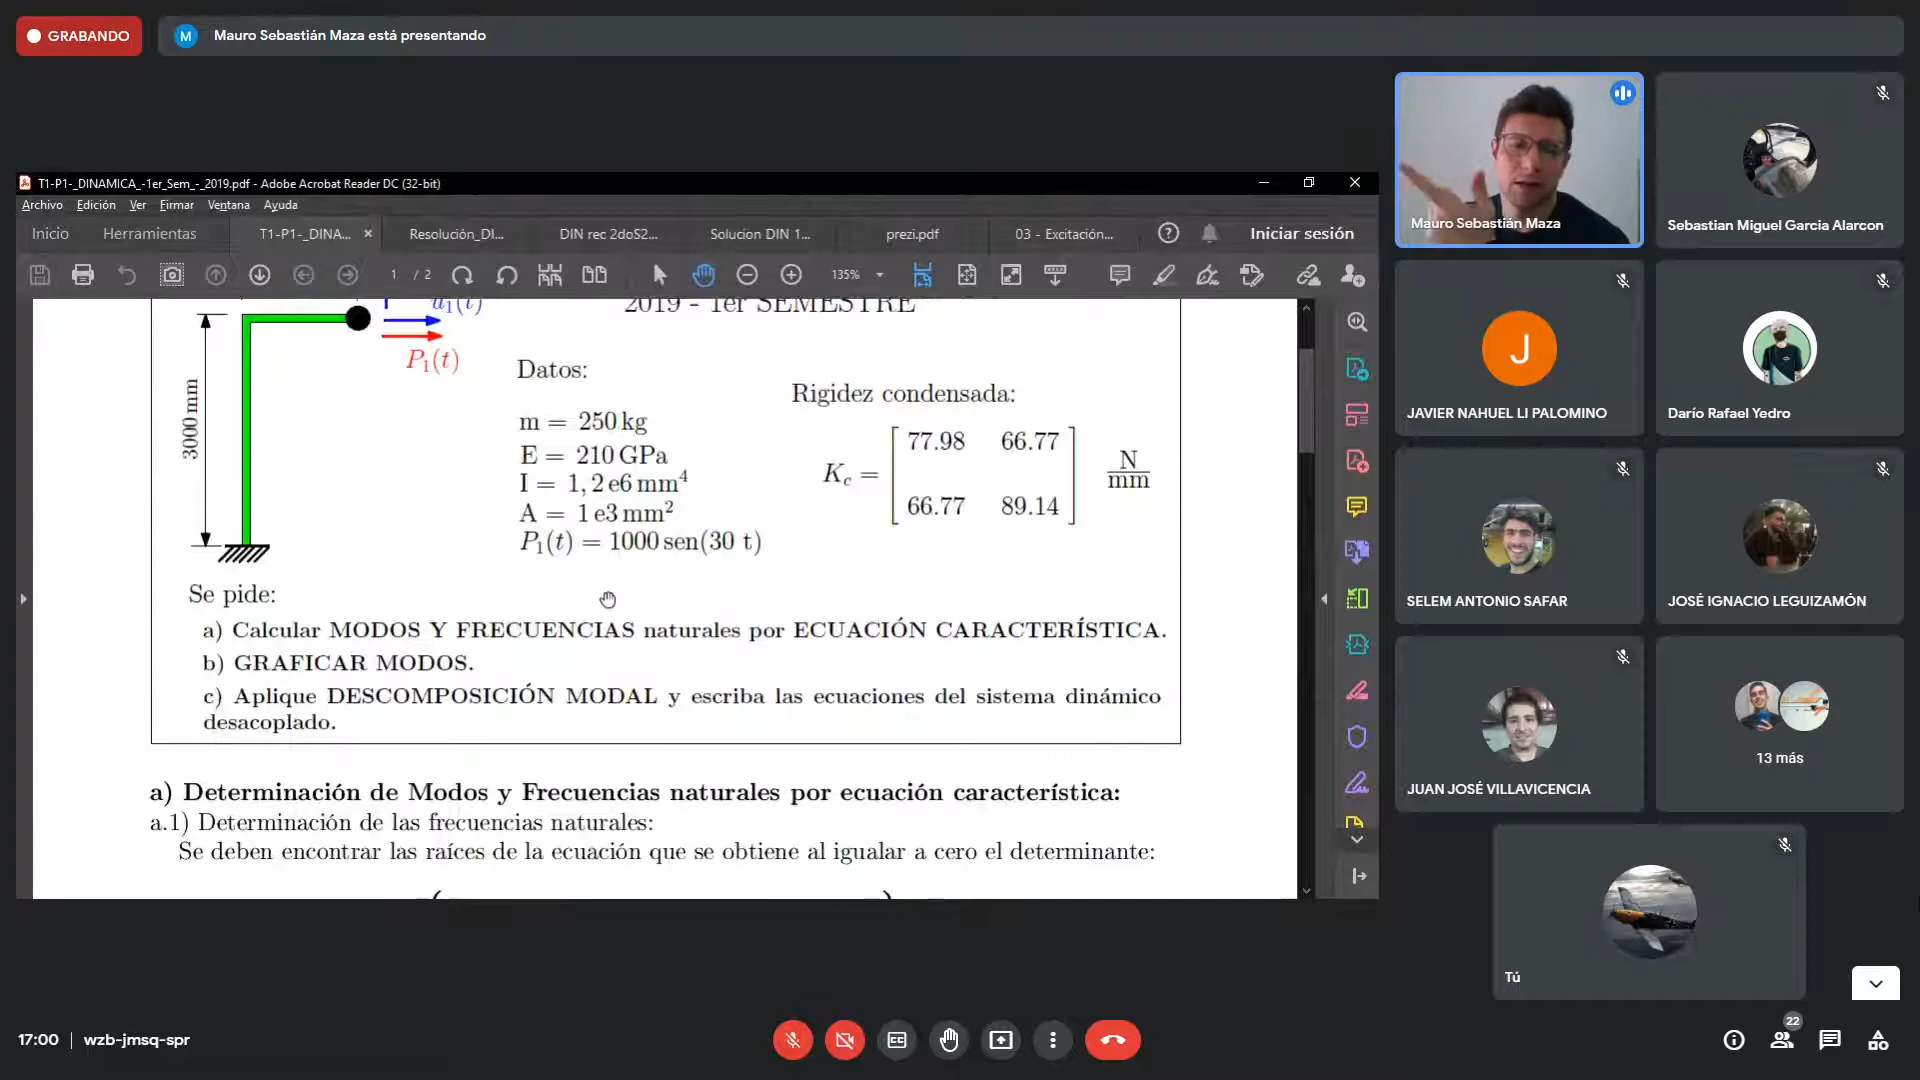 GRABANDO
M Mauro Sebastián Maza está presentando
T1-P1-_DINAMICA_-1er_Sem_-_2019.pdf - Adobe Acrobat Reader DC (32-bit)
Archivo Edición Ver Firmar Ventana Ayuda
Inicio Herramientas T1-P1-_DINA... Resolución_DI... DIN rec 2doS2... Solucion DIN 1... prezi.pdf 03 - Excitación... Iniciar sesión
1 / 2 135%
u₁(t)
2019 - 1er SEMESTRE
P₁(t)
3000 mm
Datos:
m = 250 kg
E = 210 GPa
I = 1, 2 e6 mm⁴
A = 1 e3 mm²
P₁(t) = 1000 sen(30 t)
Rigidez condensada:
K_c = [ 77.98 66.77
66.77 89.14 ] N/mm
Se pide:
a) Calcular MODOS Y FRECUENCIAS naturales por ECUACIÓN CARACTERÍSTICA.
b) GRAFICAR MODOS.
c) Aplique DESCOMPOSICIÓN MODAL y escriba las ecuaciones del sistema dinámico
desacoplado.
a) Determinación de Modos y Frecuencias naturales por ecuación característica:
a.1) Determinación de las frecuencias naturales:
Se deben encontrar las raíces de la ecuación que se obtiene al igualar a cero el determinante:
Mauro Sebastián Maza
Sebastian Miguel Garcia Alarcon
J
JAVIER NAHUEL LI PALOMINO
Darío Rafael Yedro
SELEM ANTONIO SAFAR
JOSÉ IGNACIO LEGUIZAMÓN
JUAN JOSÉ VILLAVICENCIA
13 más
Tú
17:00 | wzb-jmsq-spr
22